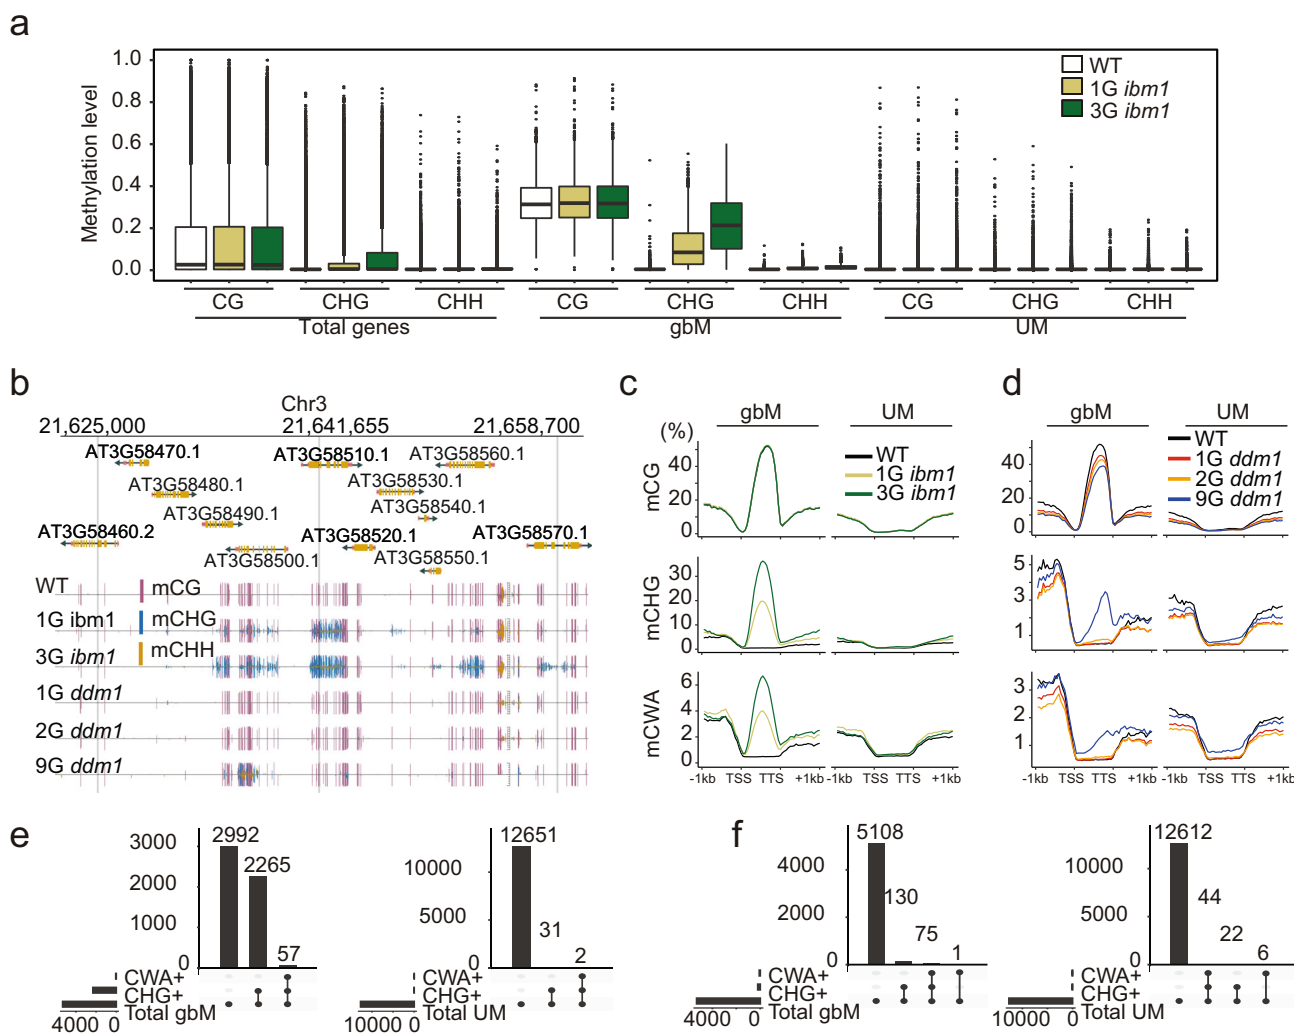 a
Methylation level
1.0
0.8
0.6
0.4
0.2
0.0
WT
1G ibm1
3G ibm1
CG CHG CHH CG CHG CHH CG CHG CHH
Total genes gbM UM
b
Chr3
21,625,000 21,641,655 21,658,700
AT3G58470.1 AT3G58510.1 AT3G58560.1
AT3G58480.1 AT3G58530.1
AT3G58490.1 AT3G58540.1
AT3G58460.2 AT3G58520.1 AT3G58570.1
AT3G58500.1 AT3G58550.1
WT mCG
1G ibm1 mCHG
3G ibm1 mCHH
1G ddm1
2G ddm1
9G ddm1
c
gbM UM
(%)
mCG
40
20
0
WT
1G ibm1
3G ibm1
mCHG
30
20
10
0
mCWA
6
4
2
0
-1kb TSS TTS +1kb -1kb TSS TTS +1kb
d
gbM UM
40
20
10
0
WT
1G ddm1
2G ddm1
9G ddm1
5
3
1
3
2
1
-1kb TSS TTS +1kb -1kb TSS TTS +1kb
e
3000
2000
1000
0
2992
2265
57
CWA+
CHG+
Total gbM
4000 0
10000
5000
0
12651
31
2
CWA+
CHG+
Total UM
10000 0
f
4000
2000
0
5108
130
75
1
CWA+
CHG+
Total gbM
4000 0
10000
5000
0
12612
44
22
6
CWA+
CHG+
Total UM
10000 0